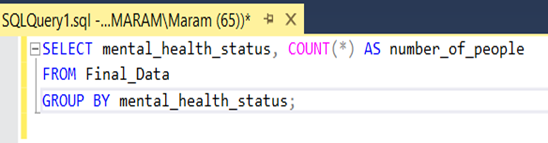 SQLQuery1.sql -...MARAM\Maram (65))*
SELECT mental_health_status, COUNT(*) AS number_of_people
FROM Final_Data
GROUP BY mental_health_status;